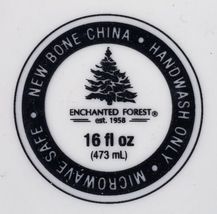 NEW BONE CHINA • HANDWASH ONLY • MICROWAVE SAFE •
ENCHANTED FOREST®
est. 1958
16 fl oz
(473 mL)